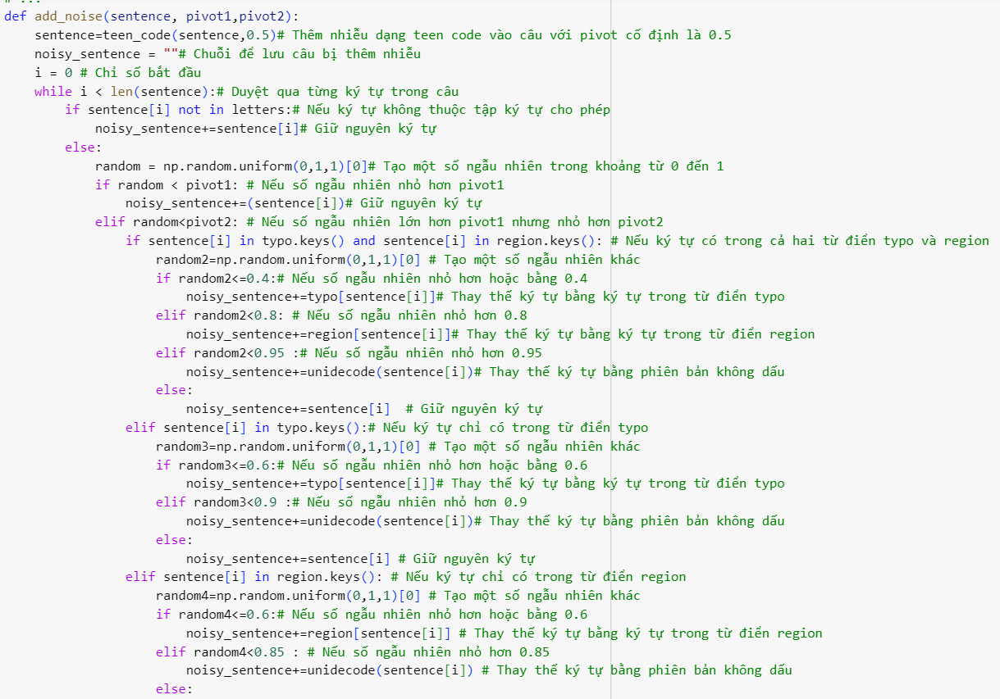 def add_noise(sentence, pivot1,pivot2):
    sentence=teen_code(sentence,0.5)# Thêm nhiễu dạng teen code vào câu với pivot cố định là 0.5
    noisy_sentence = ""# Chuỗi để lưu câu bị thêm nhiễu
    i = 0 # Chỉ số bắt đầu
    while i < len(sentence):# Duyệt qua từng ký tự trong câu
        if sentence[i] not in letters:# Nếu ký tự không thuộc tập ký tự cho phép
            noisy_sentence+=sentence[i]# Giữ nguyên ký tự
        else:
            random = np.random.uniform(0,1,1)[0]# Tạo một số ngẫu nhiên trong khoảng từ 0 đến 1
            if random < pivot1: # Nếu số ngẫu nhiên nhỏ hơn pivot1
                noisy_sentence+=(sentence[i])# Giữ nguyên ký tự
            elif random<pivot2: # Nếu số ngẫu nhiên lớn hơn pivot1 nhưng nhỏ hơn pivot2
                if sentence[i] in typo.keys() and sentence[i] in region.keys(): # Nếu ký tự có trong cả hai từ điển typo và region
                    random2=np.random.uniform(0,1,1)[0] # Tạo một số ngẫu nhiên khác
                    if random2<=0.4:# Nếu số ngẫu nhiên nhỏ hơn hoặc bằng 0.4
                        noisy_sentence+=typo[sentence[i]]# Thay thế ký tự bằng ký tự trong từ điển typo
                    elif random2<0.8: # Nếu số ngẫu nhiên nhỏ hơn 0.8
                        noisy_sentence+=region[sentence[i]]# Thay thế ký tự bằng ký tự trong từ điển region
                    elif random2<0.95 :# Nếu số ngẫu nhiên nhỏ hơn 0.95
                        noisy_sentence+=unidecode(sentence[i])# Thay thế ký tự bằng phiên bản không dấu
                    else:
                        noisy_sentence+=sentence[i]  # Giữ nguyên ký tự
                elif sentence[i] in typo.keys():# Nếu ký tự chỉ có trong từ điển typo
                    random3=np.random.uniform(0,1,1)[0] # Tạo một số ngẫu nhiên khác
                    if random3<=0.6:# Nếu số ngẫu nhiên nhỏ hơn hoặc bằng 0.6
                        noisy_sentence+=typo[sentence[i]]# Thay thế ký tự bằng ký tự trong từ điển typo
                    elif random3<0.9 :# Nếu số ngẫu nhiên nhỏ hơn 0.9
                        noisy_sentence+=unidecode(sentence[i])# Thay thế ký tự bằng phiên bản không dấu
                    else:
                        noisy_sentence+=sentence[i] # Giữ nguyên ký tự
                elif sentence[i] in region.keys(): # Nếu ký tự chỉ có trong từ điển region
                    random4=np.random.uniform(0,1,1)[0] # Tạo một số ngẫu nhiên khác
                    if random4<=0.6:# Nếu số ngẫu nhiên nhỏ hơn hoặc bằng 0.6
                        noisy_sentence+=region[sentence[i]] # Thay thế ký tự bằng ký tự trong từ điển region
                    elif random4<0.85 : # Nếu số ngẫu nhiên nhỏ hơn 0.85
                        noisy_sentence+=unidecode(sentence[i]) # Thay thế ký tự bằng phiên bản không dấu
                    else: